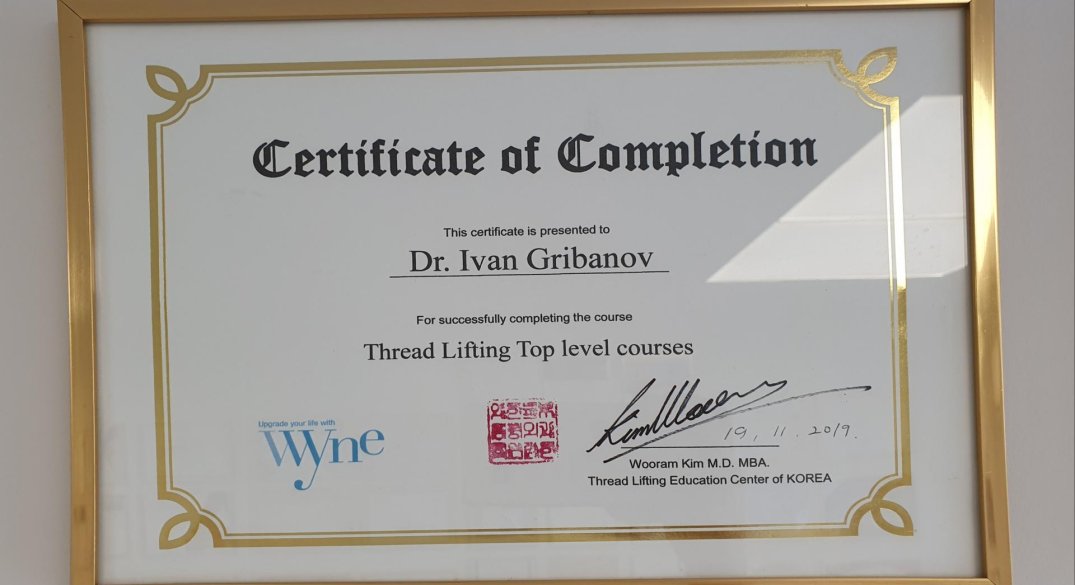 Certificate of Completion
This certificate is presented to
Dr. Ivan Gribanov
For successfully completing the course
Thread Lifting Top level courses
Upgrade your life with
Wyne
19. 11. 2019.
Wooram Kim M.D. MBA.
Thread Lifting Education Center of KOREA